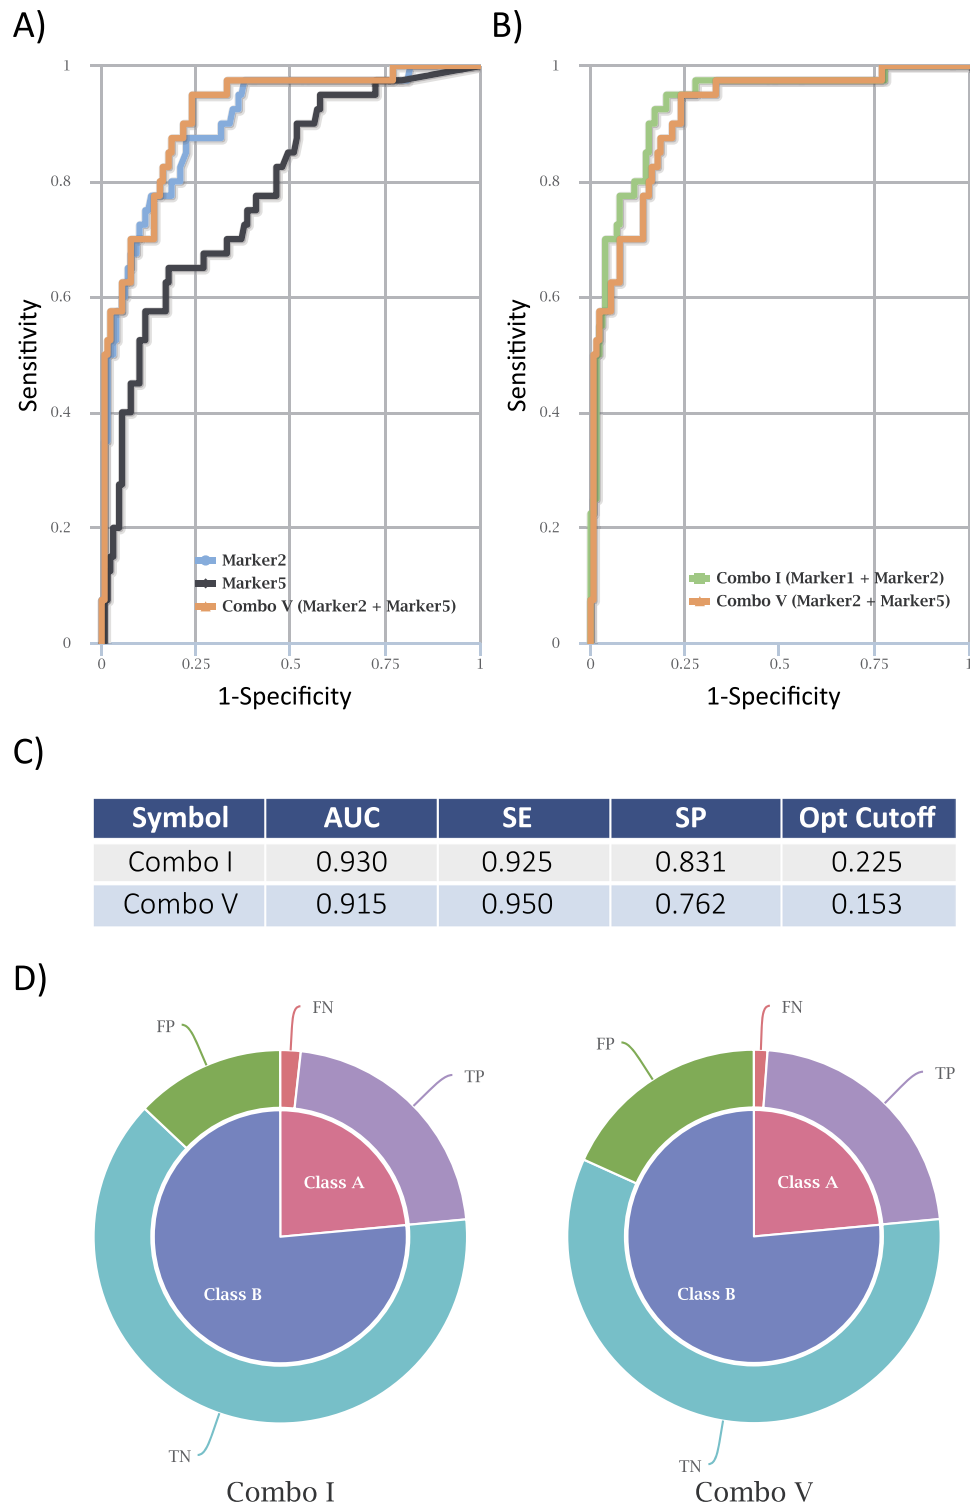 A)
1
0.8
0.6
0.4
0.2
0
Sensitivity
Marker2
Marker5
Combo V (Marker2 + Marker5)
0 0.25 0.5 0.75 1
1-Specificity
B)
1
0.8
0.6
0.4
0.2
0
Sensitivity
Combo I (Marker1 + Marker2)
Combo V (Marker2 + Marker5)
0 0.25 0.5 0.75 1
1-Specificity
C)
Symbol AUC SE SP Opt Cutoff
Combo I 0.930 0.925 0.831 0.225
Combo V 0.915 0.950 0.762 0.153
D)
FN
FP
TP
Class A
Class B
TN
Combo I
FN
FP
TP
Class A
Class B
TN
Combo V